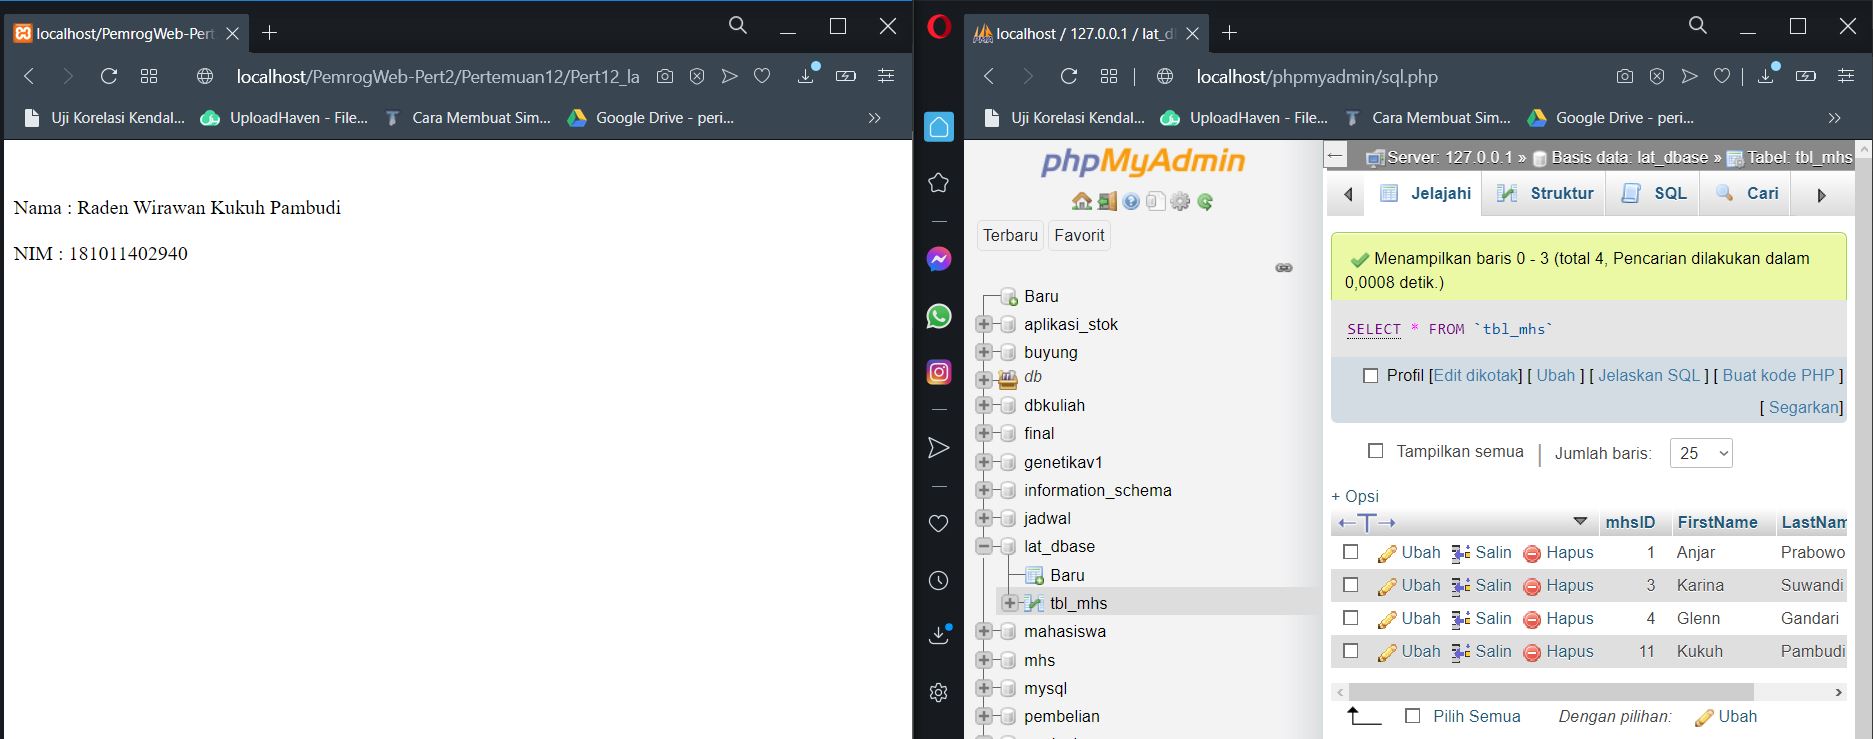 localhost/PemrogWeb-Pert
localhost/PemrogWeb-Pert2/Pertemuan12/Pert12_la
Uji Korelasi Kendal...
UploadHaven - File...
Cara Membuat Sim...
Google Drive - peri...
Nama : Raden Wirawan Kukuh Pambudi
NIM : 181011402940
localhost / 127.0.0.1 / lat_d
localhost/phpmyadmin/sql.php
Uji Korelasi Kendal...
UploadHaven - File...
Cara Membuat Sim...
Google Drive - peri...
phpMyAdmin
Terbaru
Favorit
Baru
aplikasi_stok
buyung
db
dbkuliah
final
genetikav1
information_schema
jadwal
lat_dbase
Baru
tbl_mhs
mahasiswa
mhs
mysql
pembelian
Server: 127.0.0.1 » Basis data: lat_dbase » Tabel: tbl_mhs
Jelajahi
Struktur
SQL
Cari
Menampilkan baris 0 - 3 (total 4, Pencarian dilakukan dalam
0,0008 detik.)
SELECT * FROM `tbl_mhs`
Profil [Edit dikotak] [ Ubah ] [ Jelaskan SQL ] [ Buat kode PHP ]
[ Segarkan]
Tampilkan semua | Jumlah baris: 25
+ Opsi
←T→ mhsID FirstName LastNam
Ubah Salin Hapus 1 Anjar Prabowo
Ubah Salin Hapus 3 Karina Suwandi
Ubah Salin Hapus 4 Glenn Gandari
Ubah Salin Hapus 11 Kukuh Pambudi
Pilih Semua Dengan pilihan: Ubah